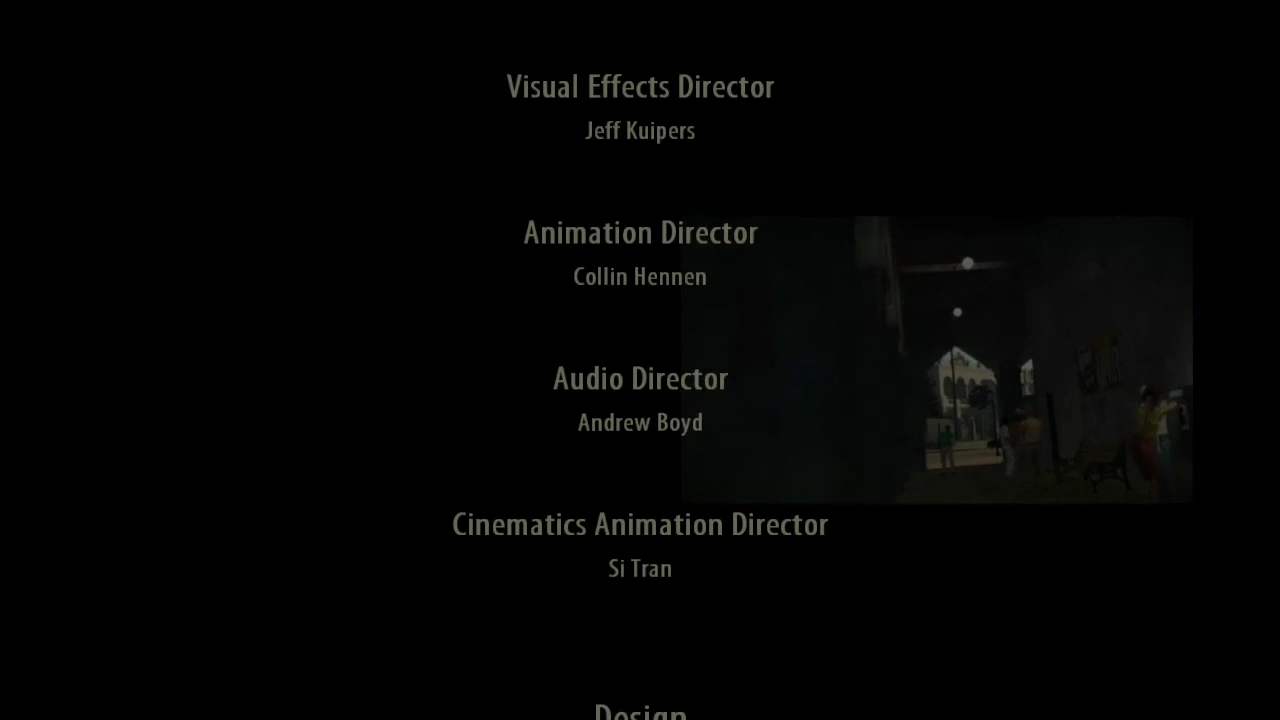 Visual Effects Director
Jeff Kuipers
Animation Director
Collin Hennen
Audio Director
Andrew Boyd
Cinematics Animation Director
Si Tran
Design